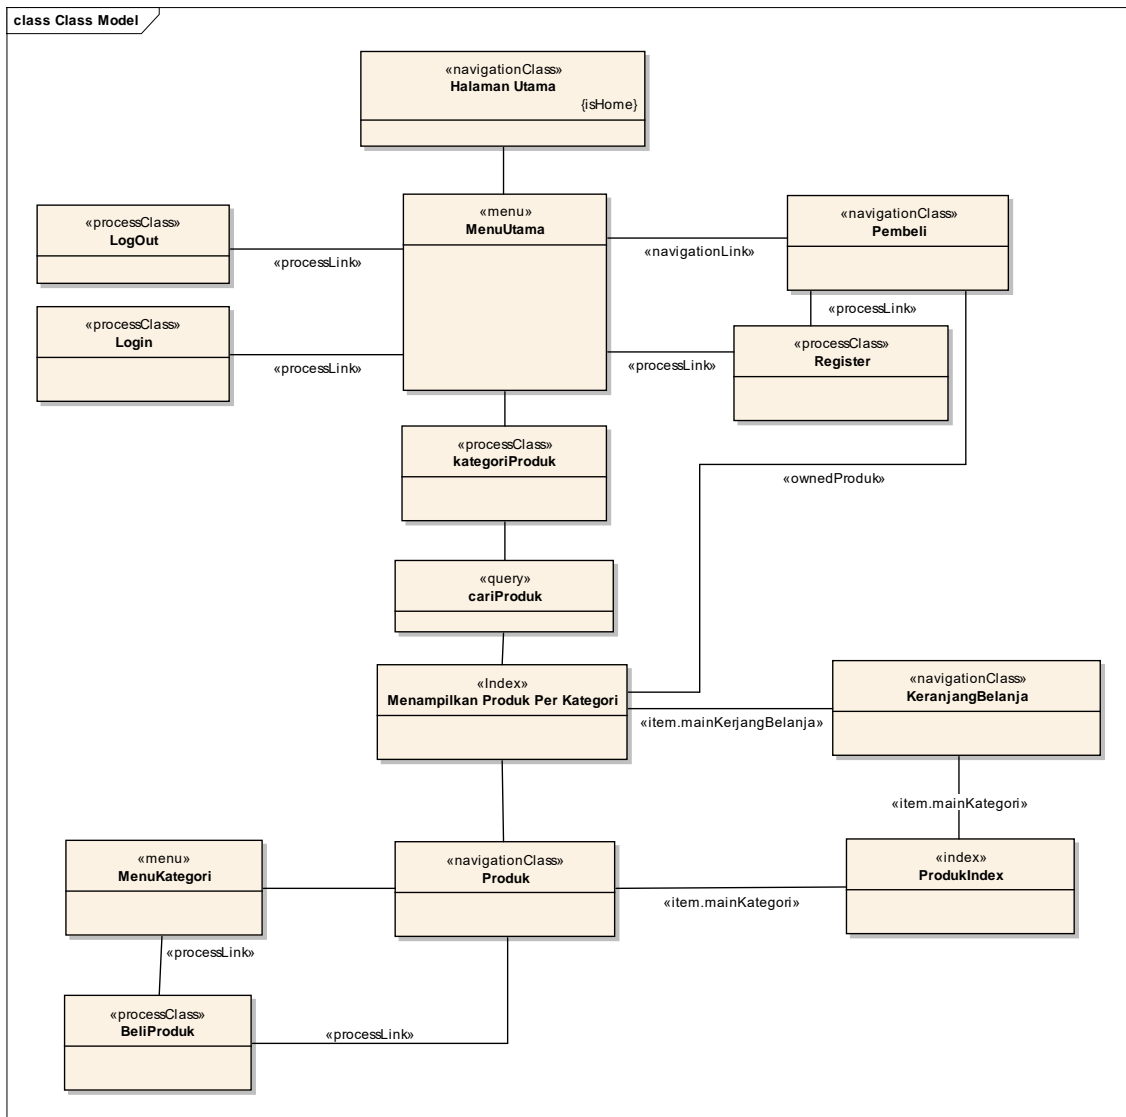 class Class Model
«navigationClass»
Halaman Utama
{isHome}
«processClass»
LogOut
«processLink»
«menu»
MenuUtama
«navigationLink»
«navigationClass»
Pembeli
«processClass»
Login
«processLink»
«processLink»
«processLink»
«processClass»
Register
«processClass»
kategoriProduk
«ownedProduk»
«query»
cariProduk
«Index»
Menampilkan Produk Per Kategori
«item.mainKerjangBelanja»
«navigationClass»
KeranjangBelanja
«item.mainKategori»
«menu»
MenuKategori
«navigationClass»
Produk
«item.mainKategori»
«index»
ProdukIndex
«processLink»
«processClass»
BeliProduk
«processLink»